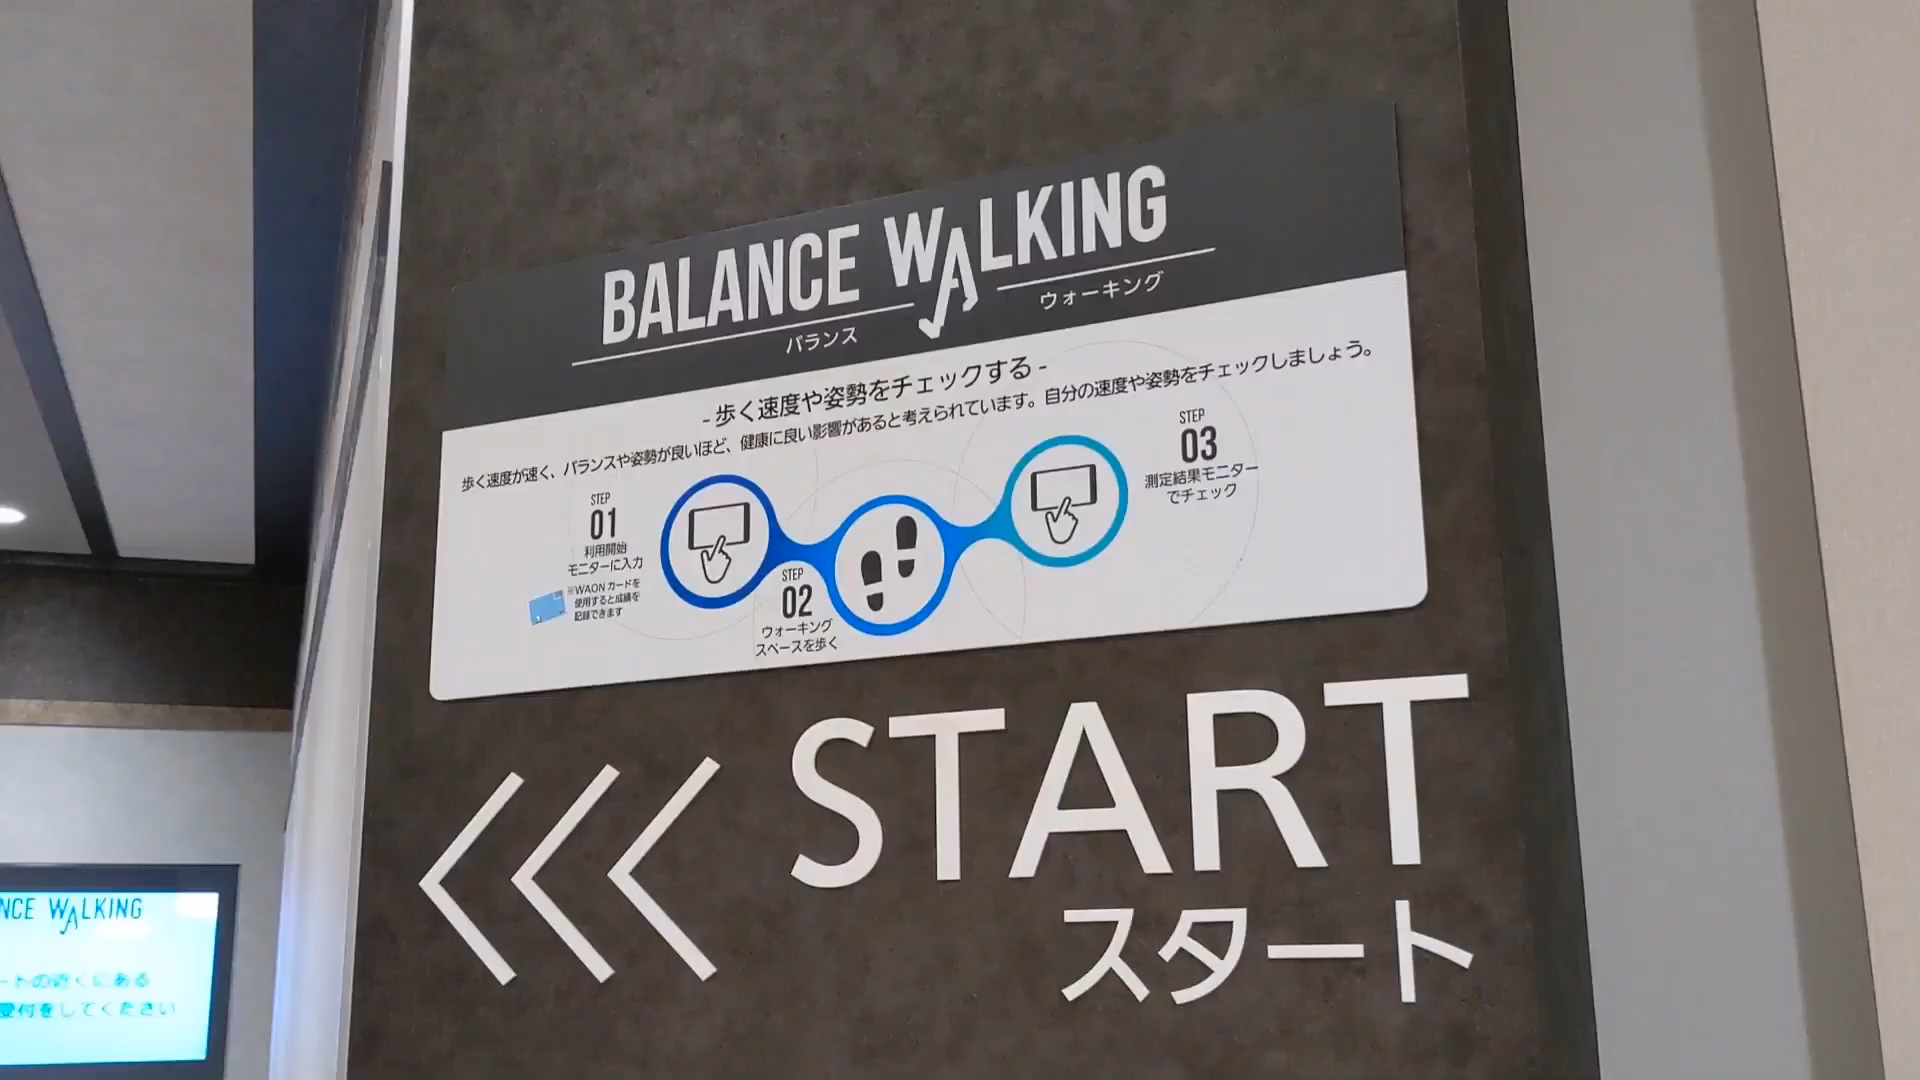 BALANCE WALKING
バランス ウォーキング
- 歩く速度や姿勢をチェックする -
歩く速度が速く、バランスや姿勢が良いほど、健康に良い影響があると考えられています。自分の速度や姿勢をチェックしましょう。
STEP
01
利用開始
モニターに入力
※WAON カードを
使用すると成績を
記録できます
STEP
02
ウォーキング
スペースを歩く
STEP
03
測定結果モニター
でチェック
START
スタート
NCE WALKING
ートの近くにある
受付をしてください